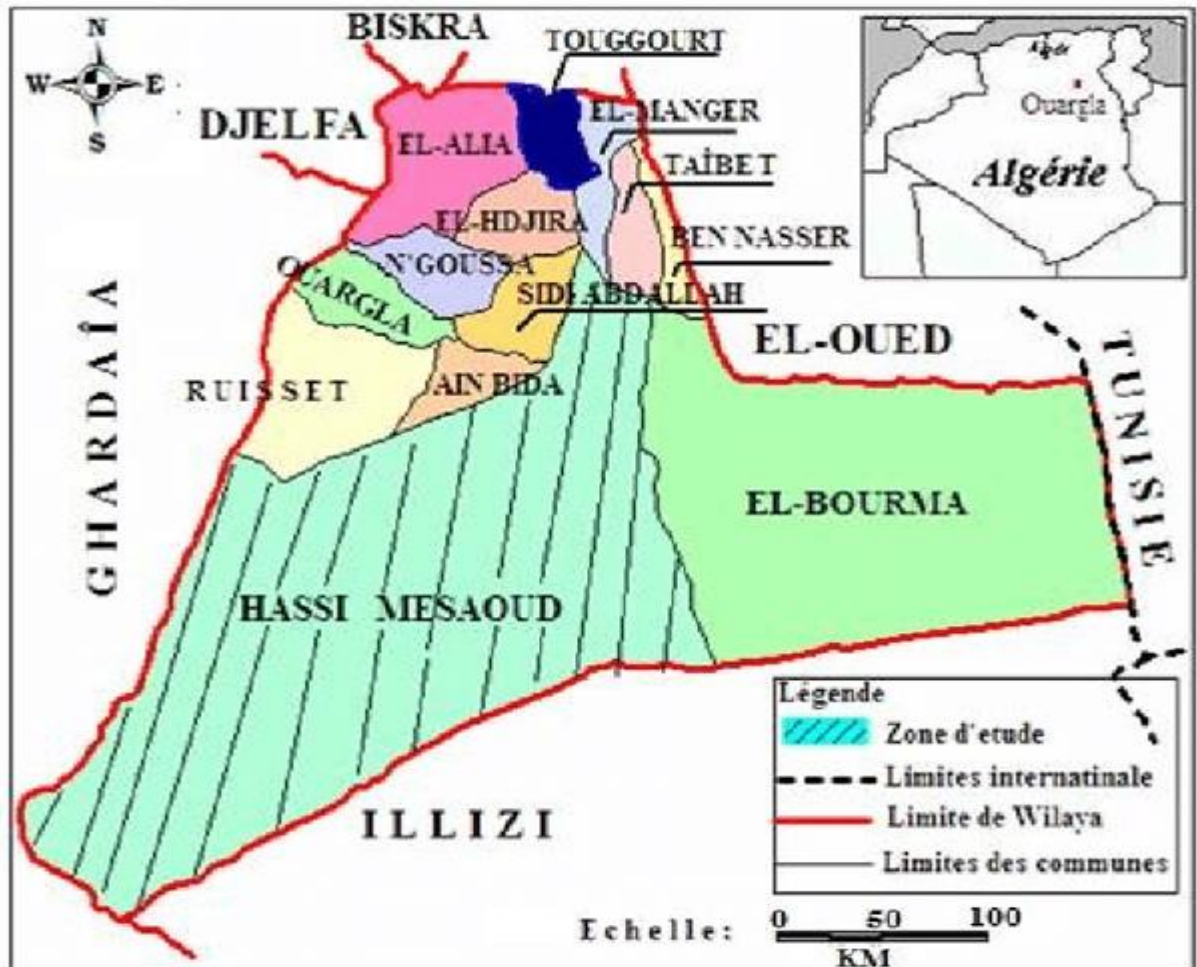 N
W E
S
BISKRA
TOUGGOURT
DJELFA
EL-ALIA
EL-MANGER
TAÏBET
EL-HDJIRA
BEN NASSER
N'GOUSSA
OUARGLA
SIDI ABDALLAH
EL-OUED
RUISSET
AIN BIDA
GHARDAÎA
TUNISIE
EL-BOURMA
HASSI MESAOUD
ILLIZI
Ouargla
Algérie
Légende
Zone d'etude
Limites internatinale
Limite de Wilaya
Limites des communes
Echelle: 0 50 100
KM